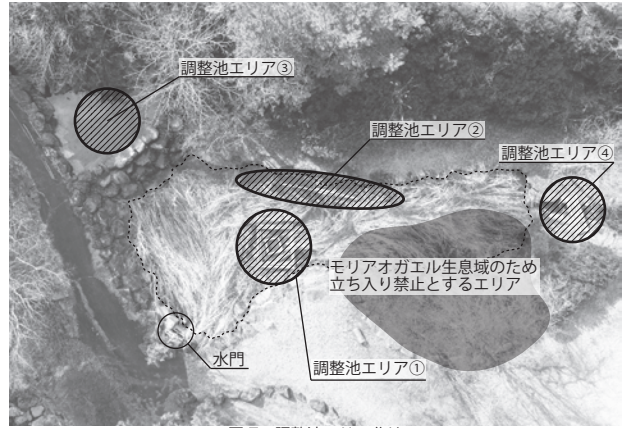 調整池エリア③
調整池エリア②
調整池エリア④
モリアオガエル生息域のため
立ち入り禁止とするエリア
水門
調整池エリア①